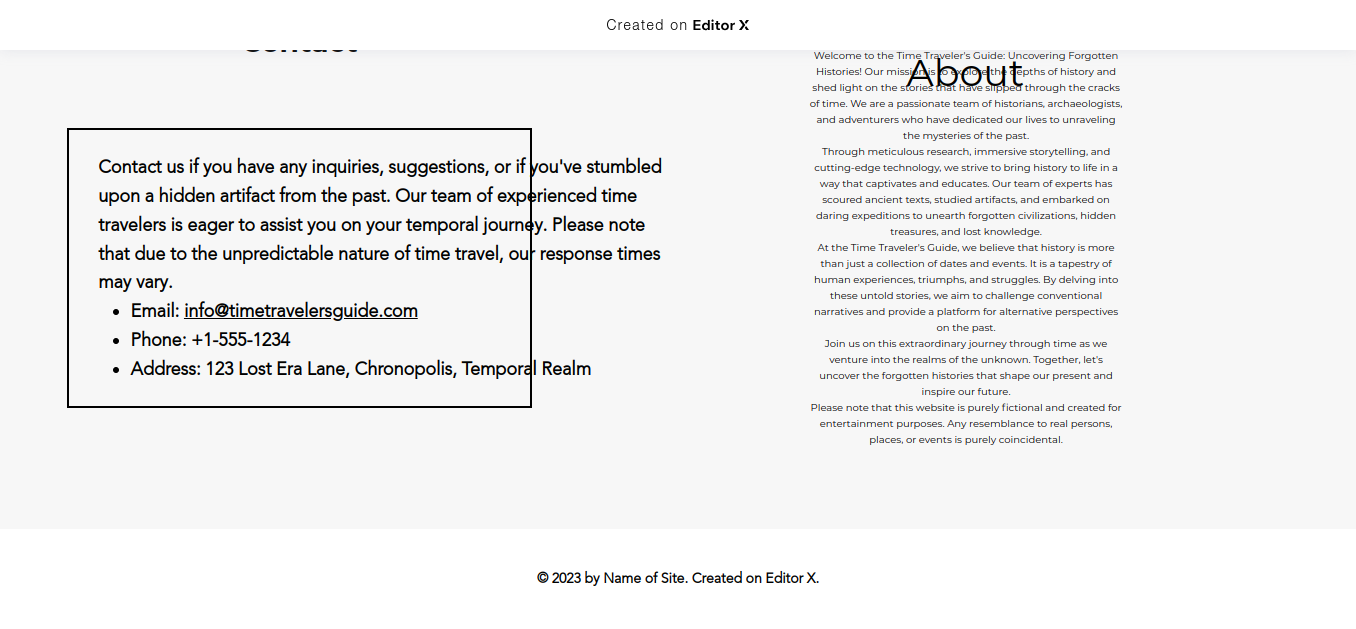 Created on Editor X
Contact
Contact us if you have any inquiries, suggestions, or if you've stumbled
upon a hidden artifact from the past. Our team of experienced time
travelers is eager to assist you on your temporal journey. Please note
that due to the unpredictable nature of time travel, our response times
may vary.
• Email: info@timetravelersguide.com
• Phone: +1-555-1234
• Address: 123 Lost Era Lane, Chronopolis, Temporal Realm
About
Welcome to the Time Traveler's Guide: Uncovering Forgotten
Histories! Our mission is to explore the depths of history and
shed light on the stories that have slipped through the cracks
of time. We are a passionate team of historians, archaeologists,
and adventurers who have dedicated our lives to unraveling
the mysteries of the past.
Through meticulous research, immersive storytelling, and
cutting-edge technology, we strive to bring history to life in a
way that captivates and educates. Our team of experts has
scoured ancient texts, studied artifacts, and embarked on
daring expeditions to unearth forgotten civilizations, hidden
treasures, and lost knowledge.
At the Time Traveler's Guide, we believe that history is more
than just a collection of dates and events. It is a tapestry of
human experiences, triumphs, and struggles. By delving into
these untold stories, we aim to challenge conventional
narratives and provide a platform for alternative perspectives
on the past.
Join us on this extraordinary journey through time as we
venture into the realms of the unknown. Together, let's
uncover the forgotten histories that shape our present and
inspire our future.
Please note that this website is purely fictional and created for
entertainment purposes. Any resemblance to real persons,
places, or events is purely coincidental.
© 2023 by Name of Site. Created on Editor X.